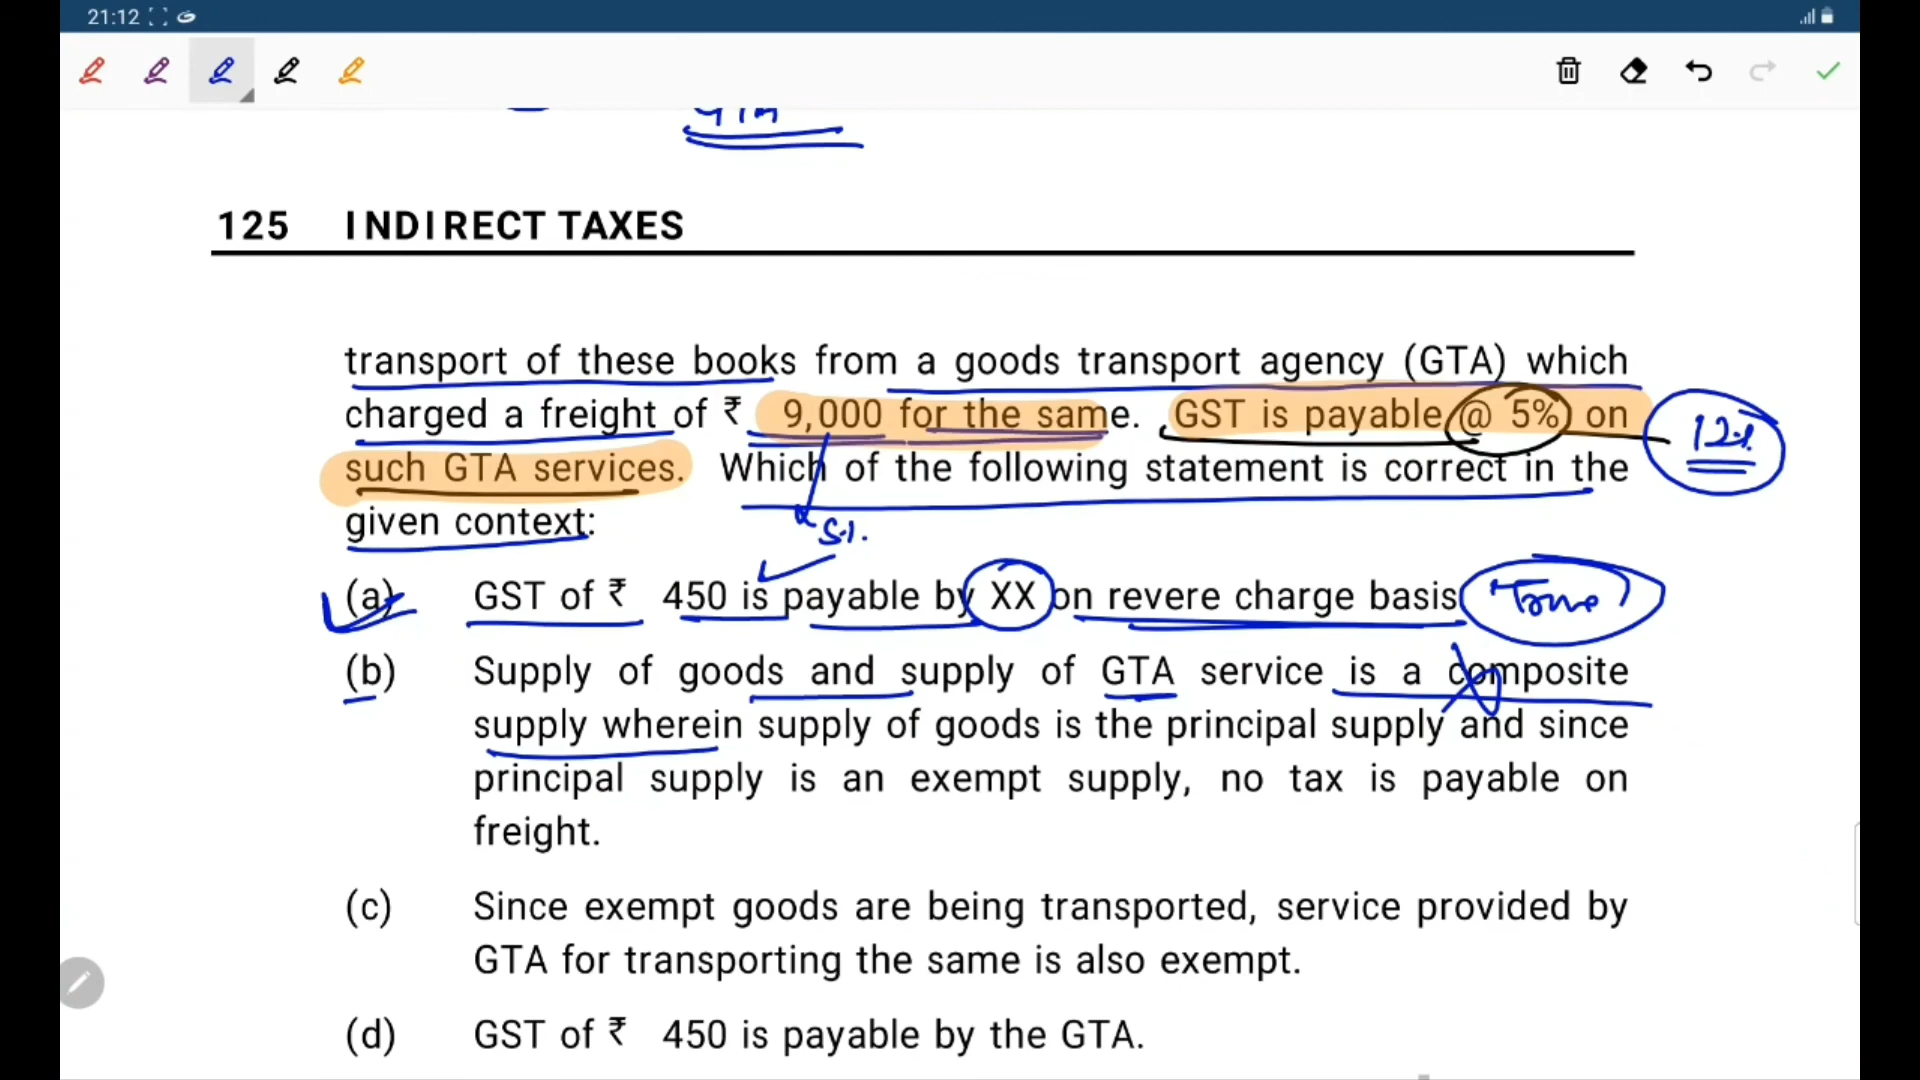 21:12
GTA
125 INDIRECT TAXES
transport of these books from a goods transport agency (GTA) which
charged a freight of ₹ 9,000 for the same. GST is payable @ 5% on
12%
such GTA services. Which of the following statement is correct in the
given context:
5%
(a) GST of ₹ 450 is payable by XX on revere charge basis
True
(b) Supply of goods and supply of GTA service is a composite
supply wherein supply of goods is the principal supply and since
principal supply is an exempt supply, no tax is payable on
freight.
(c) Since exempt goods are being transported, service provided by
GTA for transporting the same is also exempt.
(d) GST of ₹ 450 is payable by the GTA.